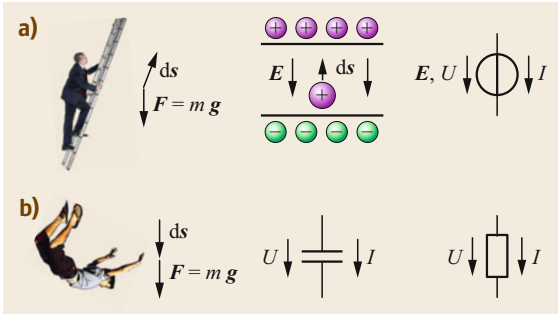 a)
ds
F = m g
+ + + +
E ds
+
− − − −
E, U I
b)
ds
F = m g
U I
U I